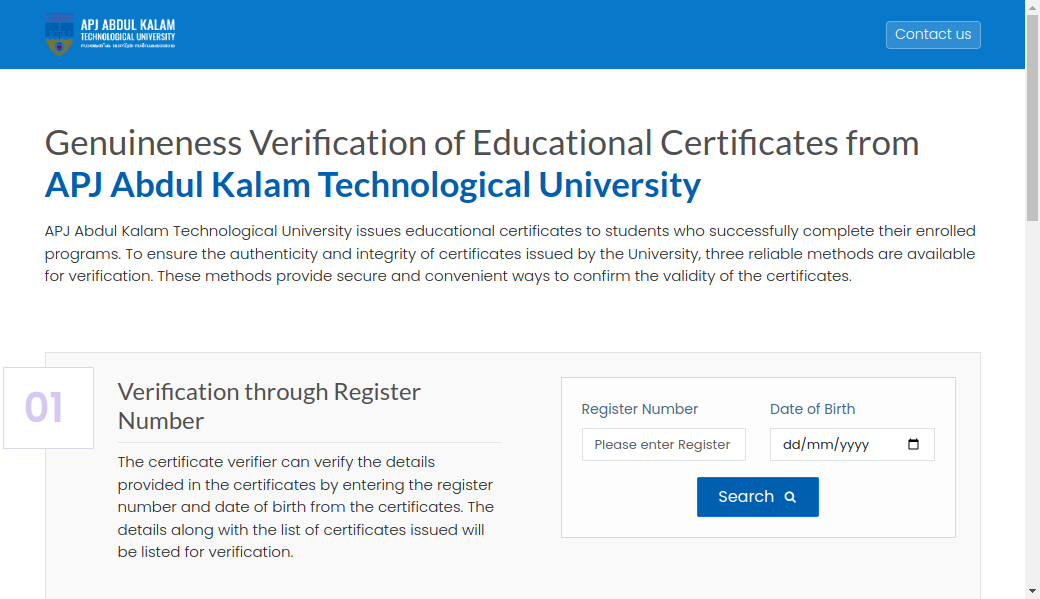 APJ ABDUL KALAM
TECHNOLOGICAL UNIVERSITY
Contact us
Genuineness Verification of Educational Certificates from
APJ Abdul Kalam Technological University
APJ Abdul Kalam Technological University issues educational certificates to students who successfully complete their enrolled
programs. To ensure the authenticity and integrity of certificates issued by the University, three reliable methods are available
for verification. These methods provide secure and convenient ways to confirm the validity of the certificates.
01
Verification through Register
Number
The certificate verifier can verify the details
provided in the certificates by entering the register
number and date of birth from the certificates. The
details along with the list of certificates issued will
be listed for verification.
Register Number
Date of Birth
Please enter Register
dd/mm/yyyy
Search